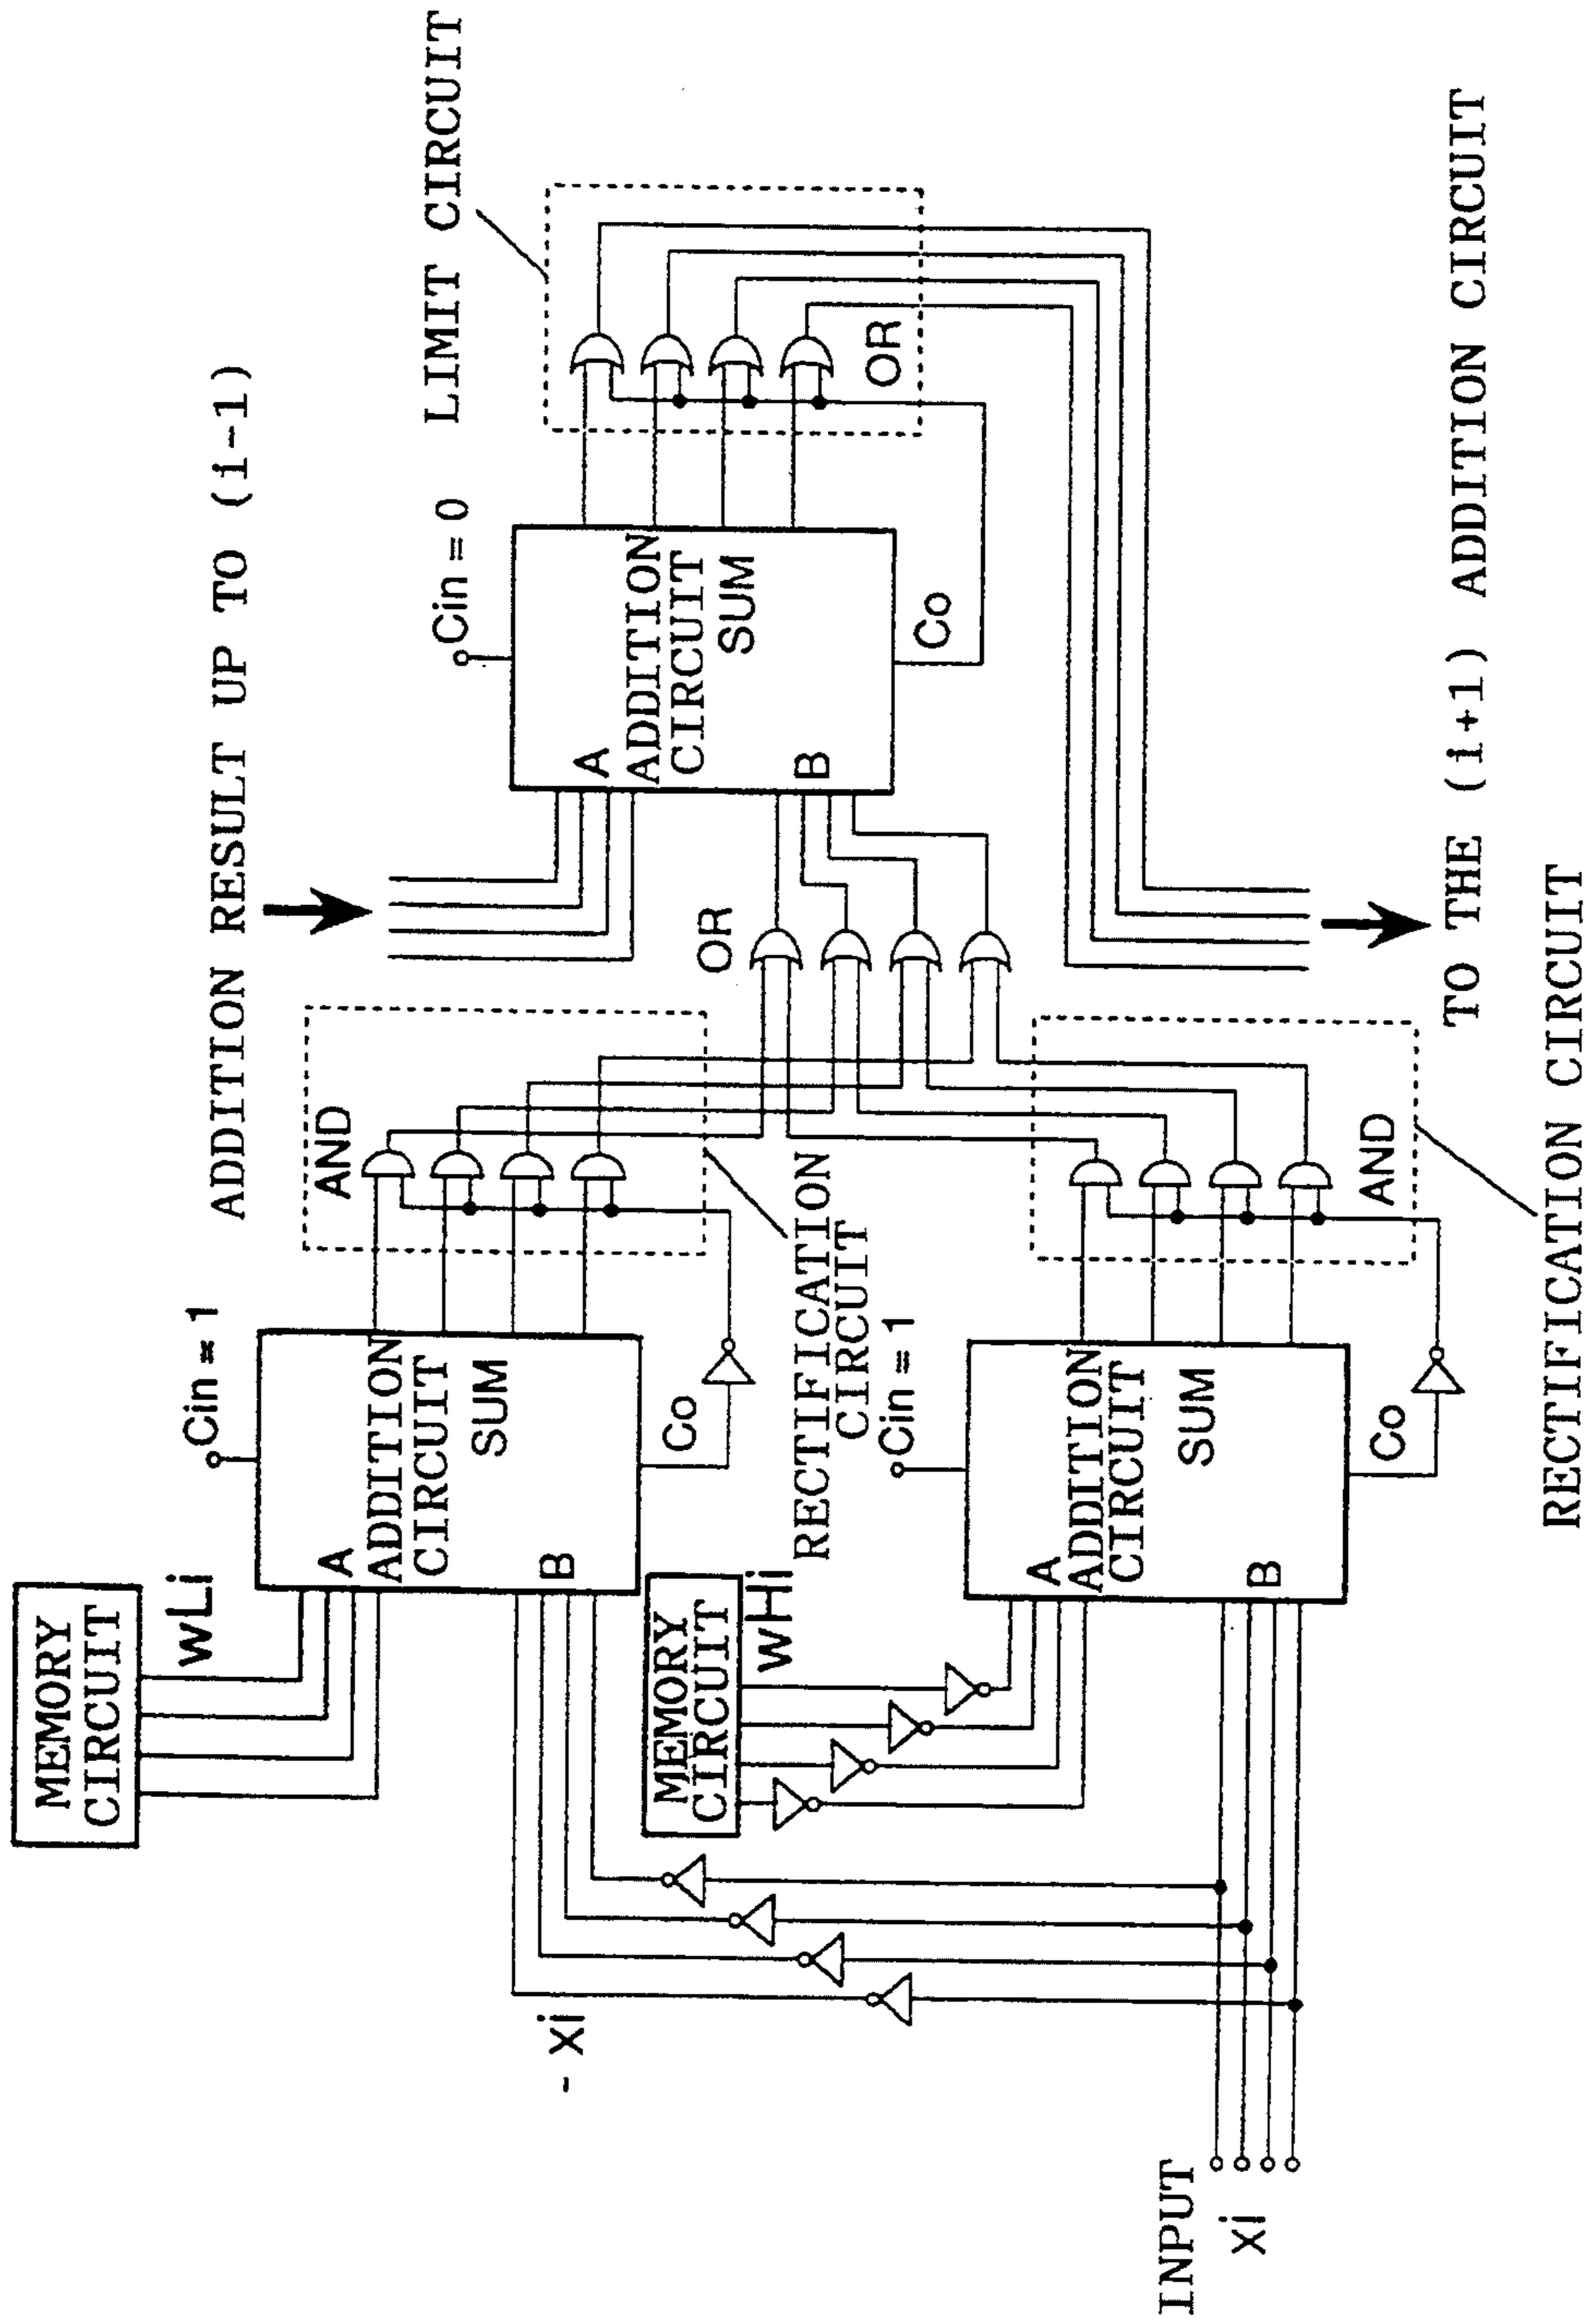 MEMORY
CIRCUIT
wLi
Cin = 1
A
ADDITION
CIRCUIT
SUM
B
Co
AND
RECTIFICATION
CIRCUIT
- xi
MEMORY
CIRCUIT
wHi
Cin = 1
A
ADDITION
CIRCUIT
SUM
B
Co
AND
RECTIFICATION CIRCUIT
INPUT
xi
ADDITION RESULT UP TO (i-1)
OR
Cin = 0
A
ADDITION
CIRCUIT
SUM
B
Co
LIMIT CIRCUIT
OR
TO THE (i+1) ADDITION CIRCUIT